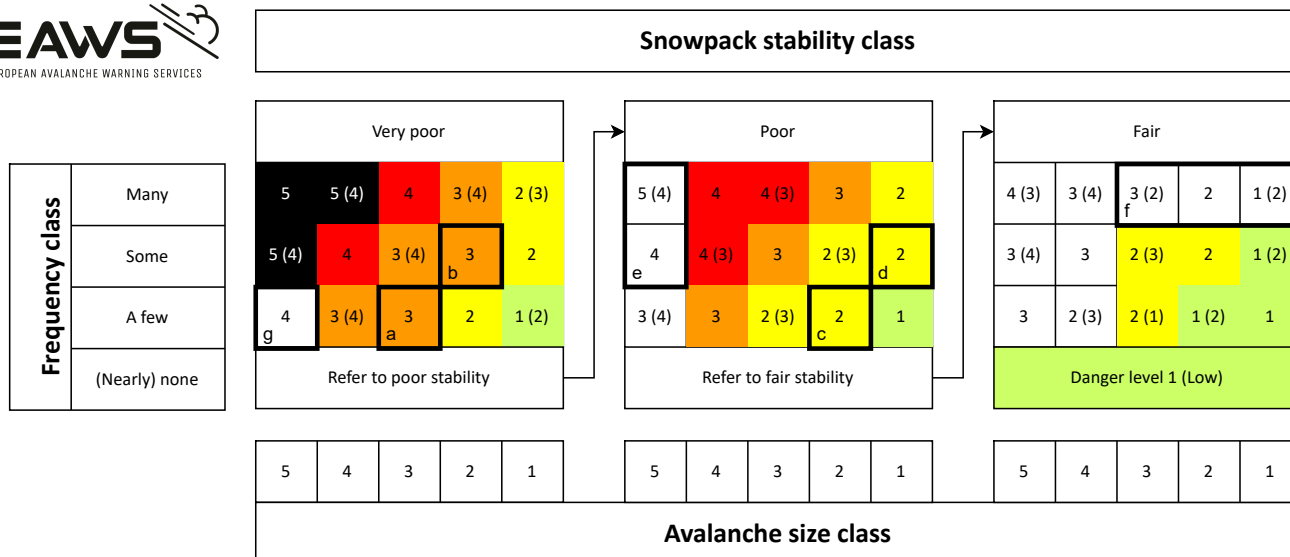 EAWS
ROPEAN AVALANCHE WARNING SERVICES
Snowpack stability class
Very poor Poor Fair
Frequency class
Many 5 5 (4) 4 3 (4) 2 (3) 5 (4) 4 4 (3) 3 2 4 (3) 3 (4) 3 (2) f 2 1 (2)
Some 5 (4) 4 3 (4) 3 b 2 4 e 4 (3) 3 2 (3) 2 d 3 (4) 3 2 (3) 2 1 (2)
A few 4 g 3 (4) 3 a 2 1 (2) 3 (4) 3 2 (3) 2 c 1 3 2 (3) 2 (1) 1 (2) 1
(Nearly) none Refer to poor stability Refer to fair stability Danger level 1 (Low)
5 4 3 2 1 5 4 3 2 1 5 4 3 2 1
Avalanche size class